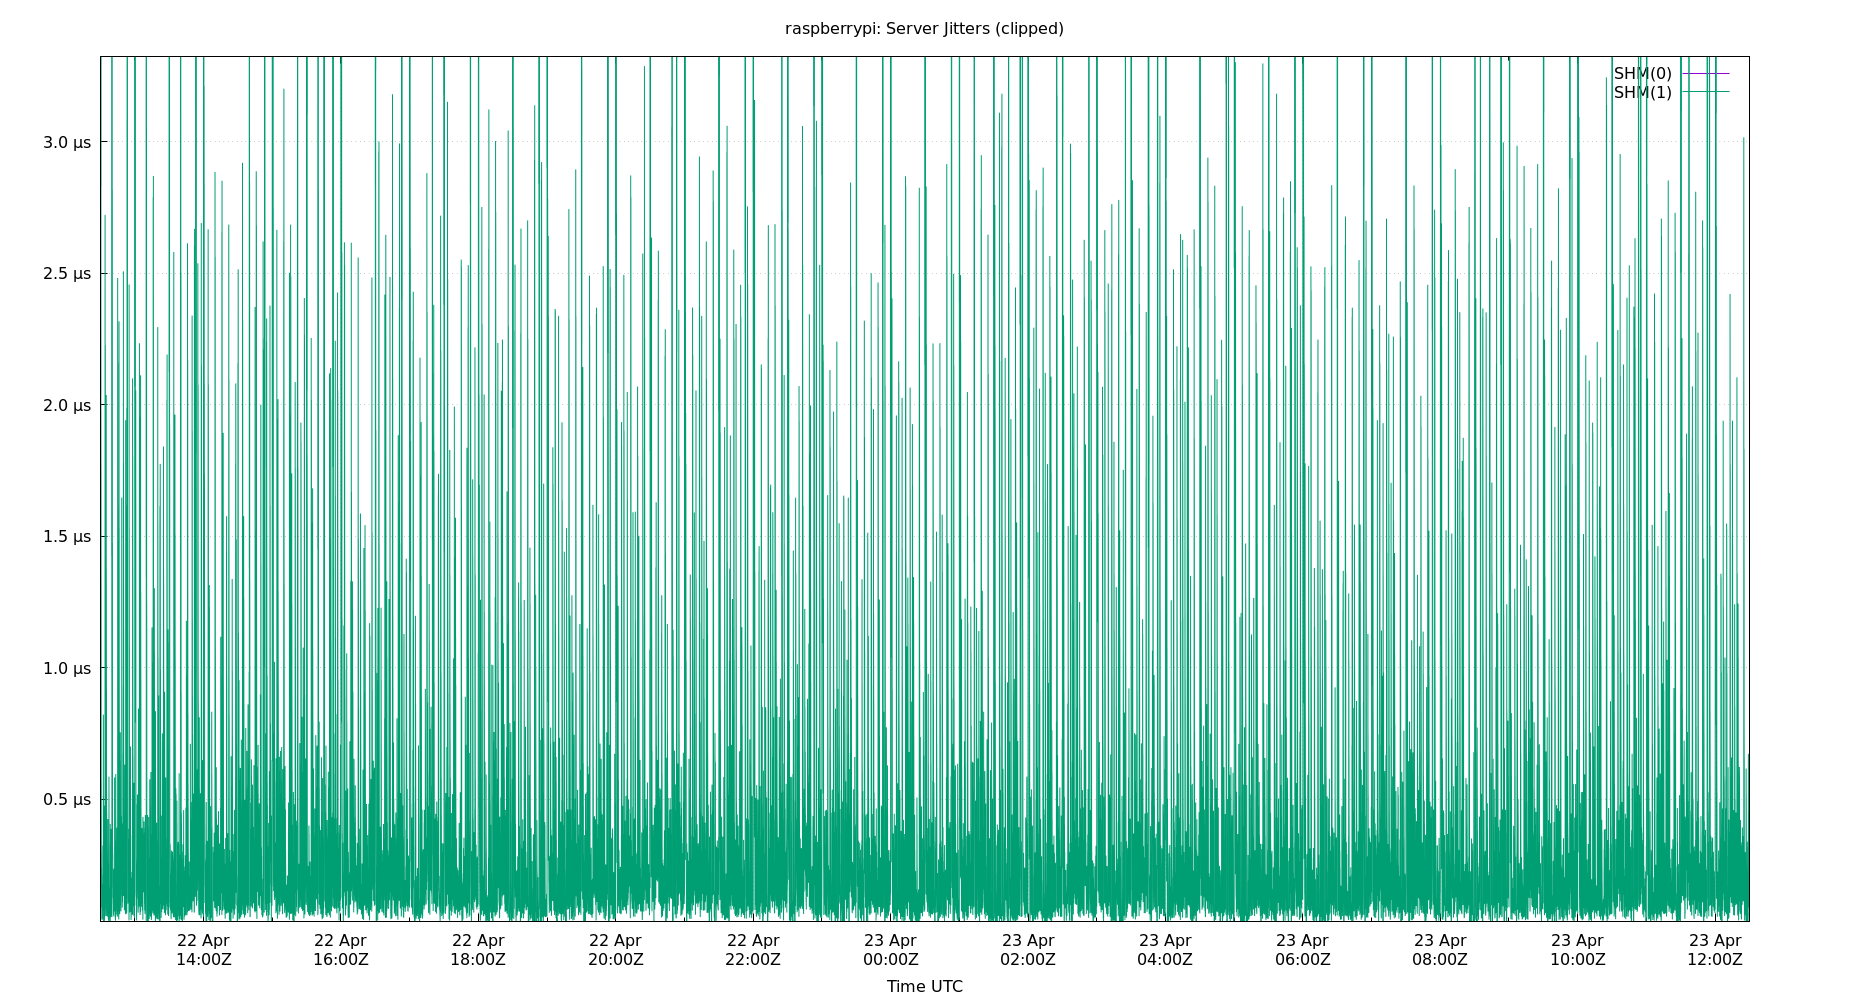 raspberrypi: Server Jitters (clipped)
SHM(0)
SHM(1)
3.0 μs
2.5 μs
2.0 μs
1.5 μs
1.0 μs
0.5 μs
22 Apr 22 Apr 22 Apr 22 Apr 22 Apr 23 Apr 23 Apr 23 Apr 23 Apr 23 Apr 23 Apr 23 Apr
14:00Z 16:00Z 18:00Z 20:00Z 22:00Z 00:00Z 02:00Z 04:00Z 06:00Z 08:00Z 10:00Z 12:00Z
Time UTC